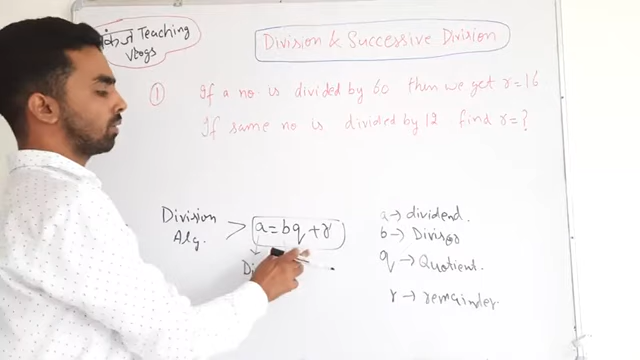 Teaching
Vlogs
Division & Successive Division
① If a no. is divided by 60 then we get r=16
If same no is divided by 12 find r=?
Division
Alg.
> a=bq+r
Di
a→ dividend.
b→ Divisor
q→ Quotient.
r→ remainder.